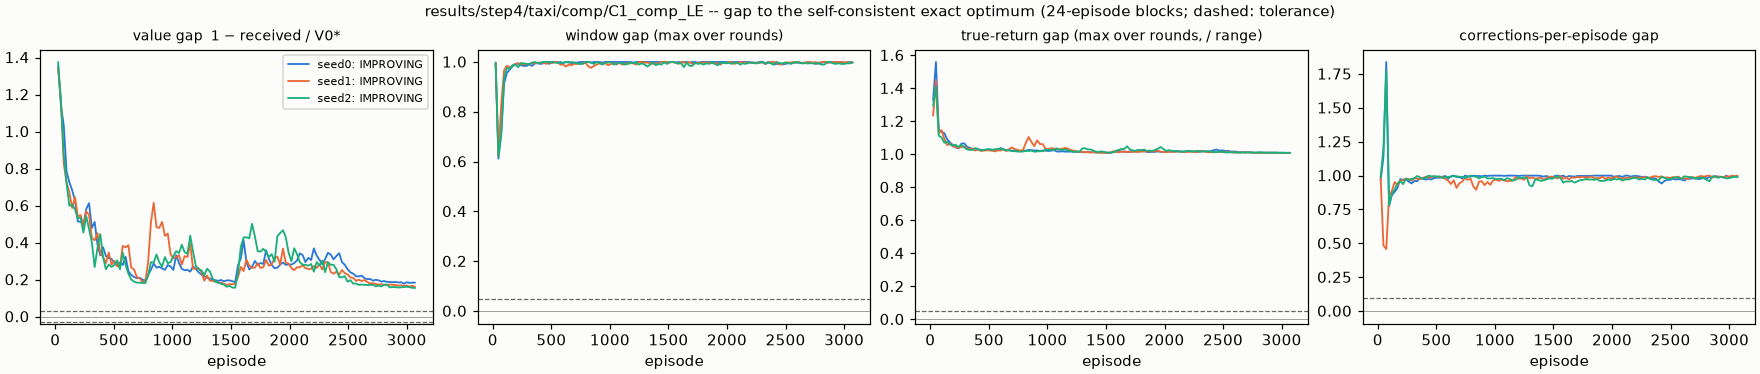 results/step4/taxi/comp/C1_comp_LE -- gap to the self-consistent exact optimum (24-episode blocks; dashed: tolerance)
value gap 1 − received / V0*
1.4
1.2
1.0
0.8
0.6
0.4
0.2
0.0
0 500 1000 1500 2000 2500 3000
episode
seed0: IMPROVING
seed1: IMPROVING
seed2: IMPROVING
window gap (max over rounds)
1.0
0.8
0.6
0.4
0.2
0.0
0 500 1000 1500 2000 2500 3000
episode
true-return gap (max over rounds, / range)
1.6
1.4
1.2
1.0
0.8
0.6
0.4
0.2
0.0
0 500 1000 1500 2000 2500 3000
episode
corrections-per-episode gap
1.75
1.50
1.25
1.00
0.75
0.50
0.25
0.00
0 500 1000 1500 2000 2500 3000
episode